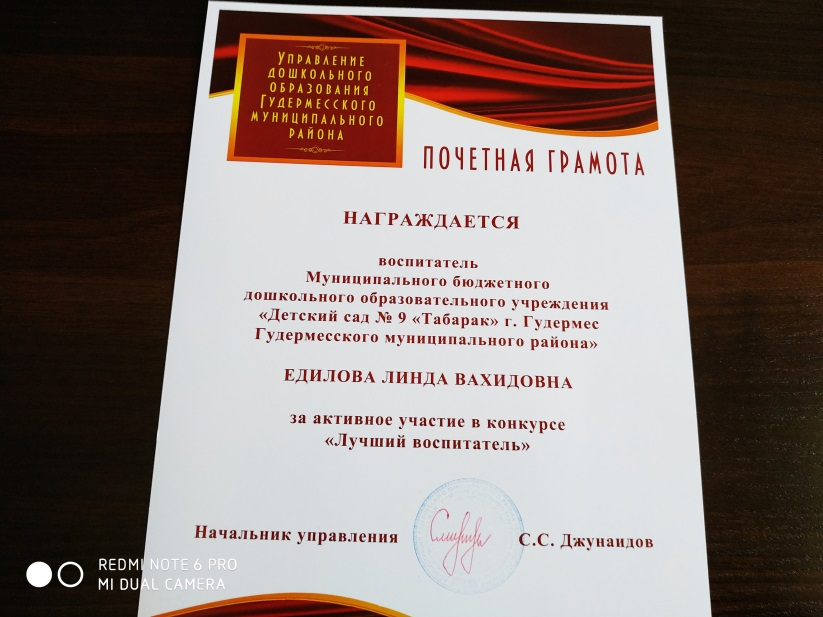 Управление
дошкольного
образования
Гудермесского
муниципального
района
ПОЧЕТНАЯ ГРАМОТА
НАГРАЖДАЕТСЯ
воспитатель
Муниципального бюджетного
дошкольного образовательного учреждения
«Детский сад № 9 «Табарак» г. Гудермес
Гудермесского муниципального района»
ЕДИЛОВА ЛИНДА ВАХИДОВНА
за активное участие в конкурсе
«Лучший воспитатель»
Начальник управления С.С. Джунаидов
REDMI NOTE 6 PRO
MI DUAL CAMERA